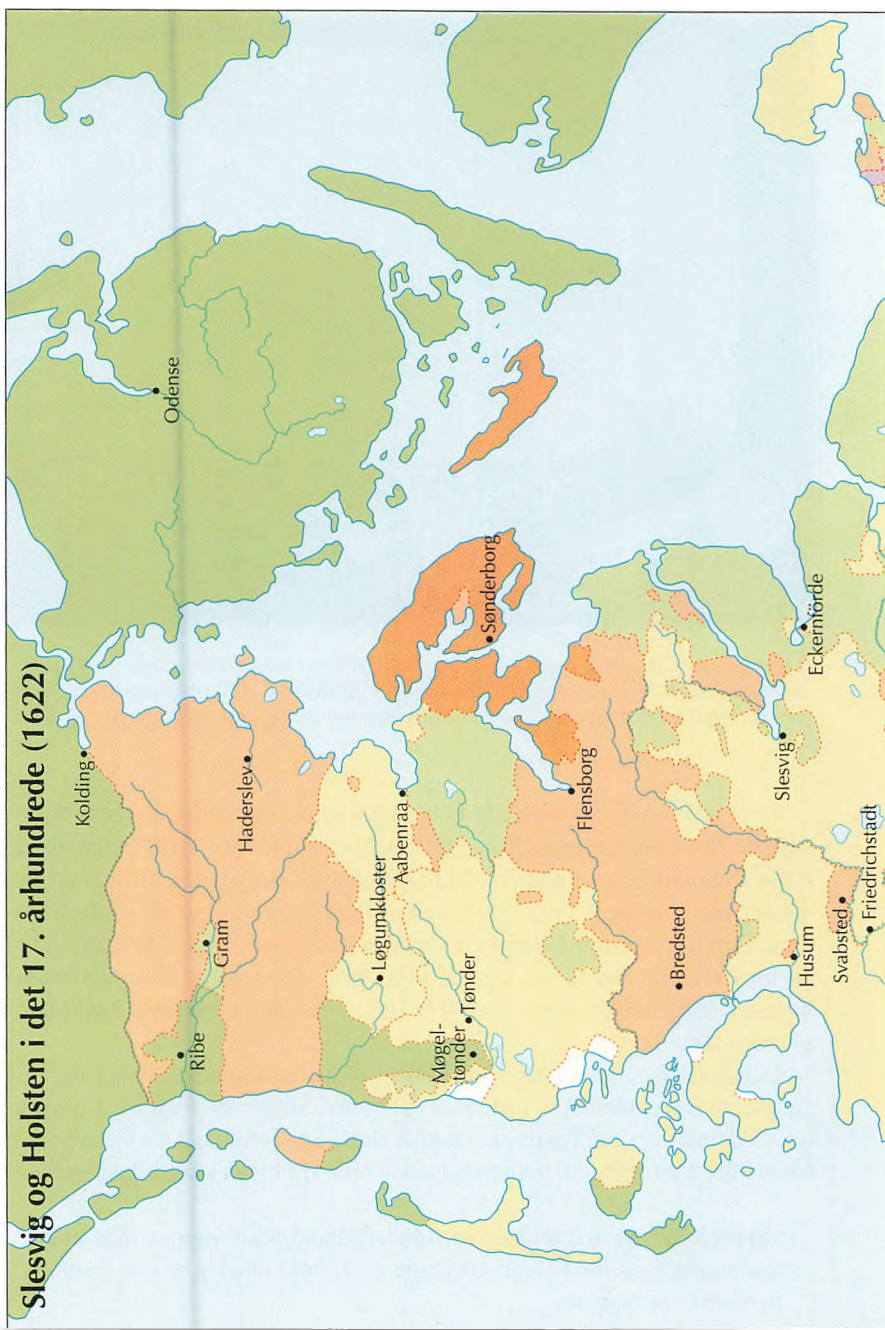 Slesvig og Holsten i det 17. århundrede (1622)
Kolding
Odense
Ribe
Gram
Haderslev
Løgumkloster
Aabenraa
Møgel-
tønder
Tønder
Sønderborg
Flensborg
Bredsted
Husum
Slesvig
Eckernförde
Svabsted
Friedrichstadt